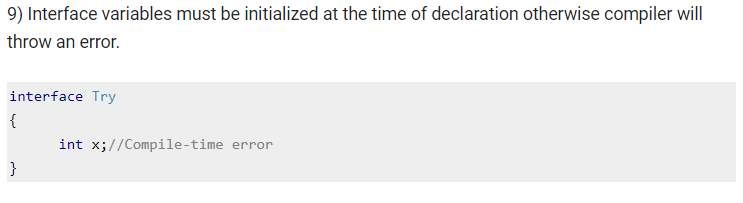 9) Interface variables must be initialized at the time of declaration otherwise compiler will
throw an error.
interface Try
{
int x;//Compile-time error
}